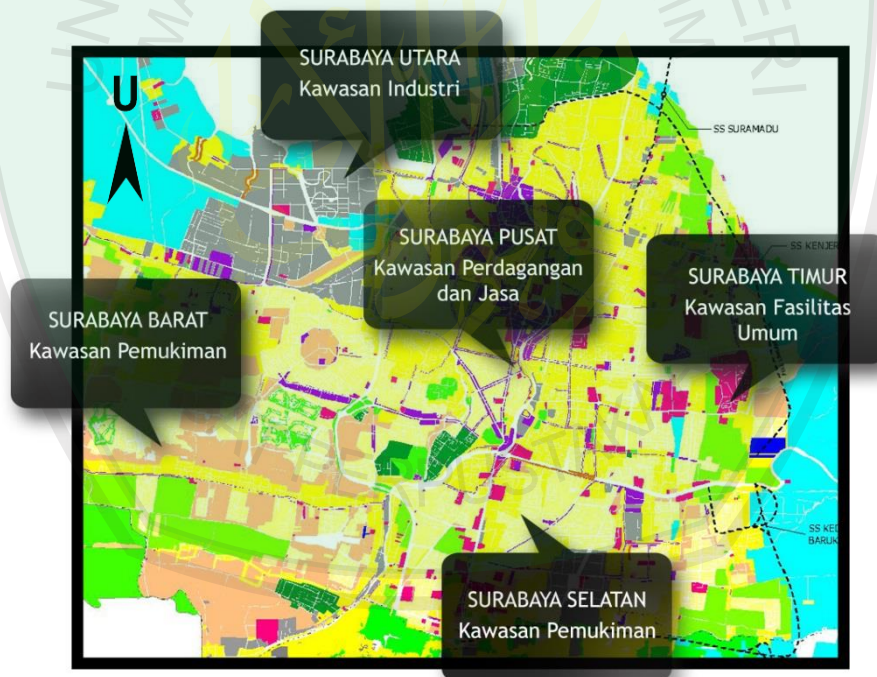 SURABAYA UTARA
Kawasan Industri
U
SS SURAMADU
SURABAYA PUSAT
Kawasan Perdagangan
dan Jasa
SS KENJER
SURABAYA TIMUR
Kawasan Fasilitas
Umum
SURABAYA BARAT
Kawasan Pemukiman
SS KED
BARUK
SURABAYA SELATAN
Kawasan Pemukiman